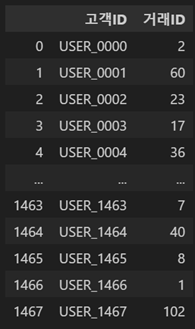 고객ID 거래ID
0 USER_0000 2
1 USER_0001 60
2 USER_0002 23
3 USER_0003 17
4 USER_0004 36
... ... ...
1463 USER_1463 7
1464 USER_1464 40
1465 USER_1465 8
1466 USER_1466 1
1467 USER_1467 102